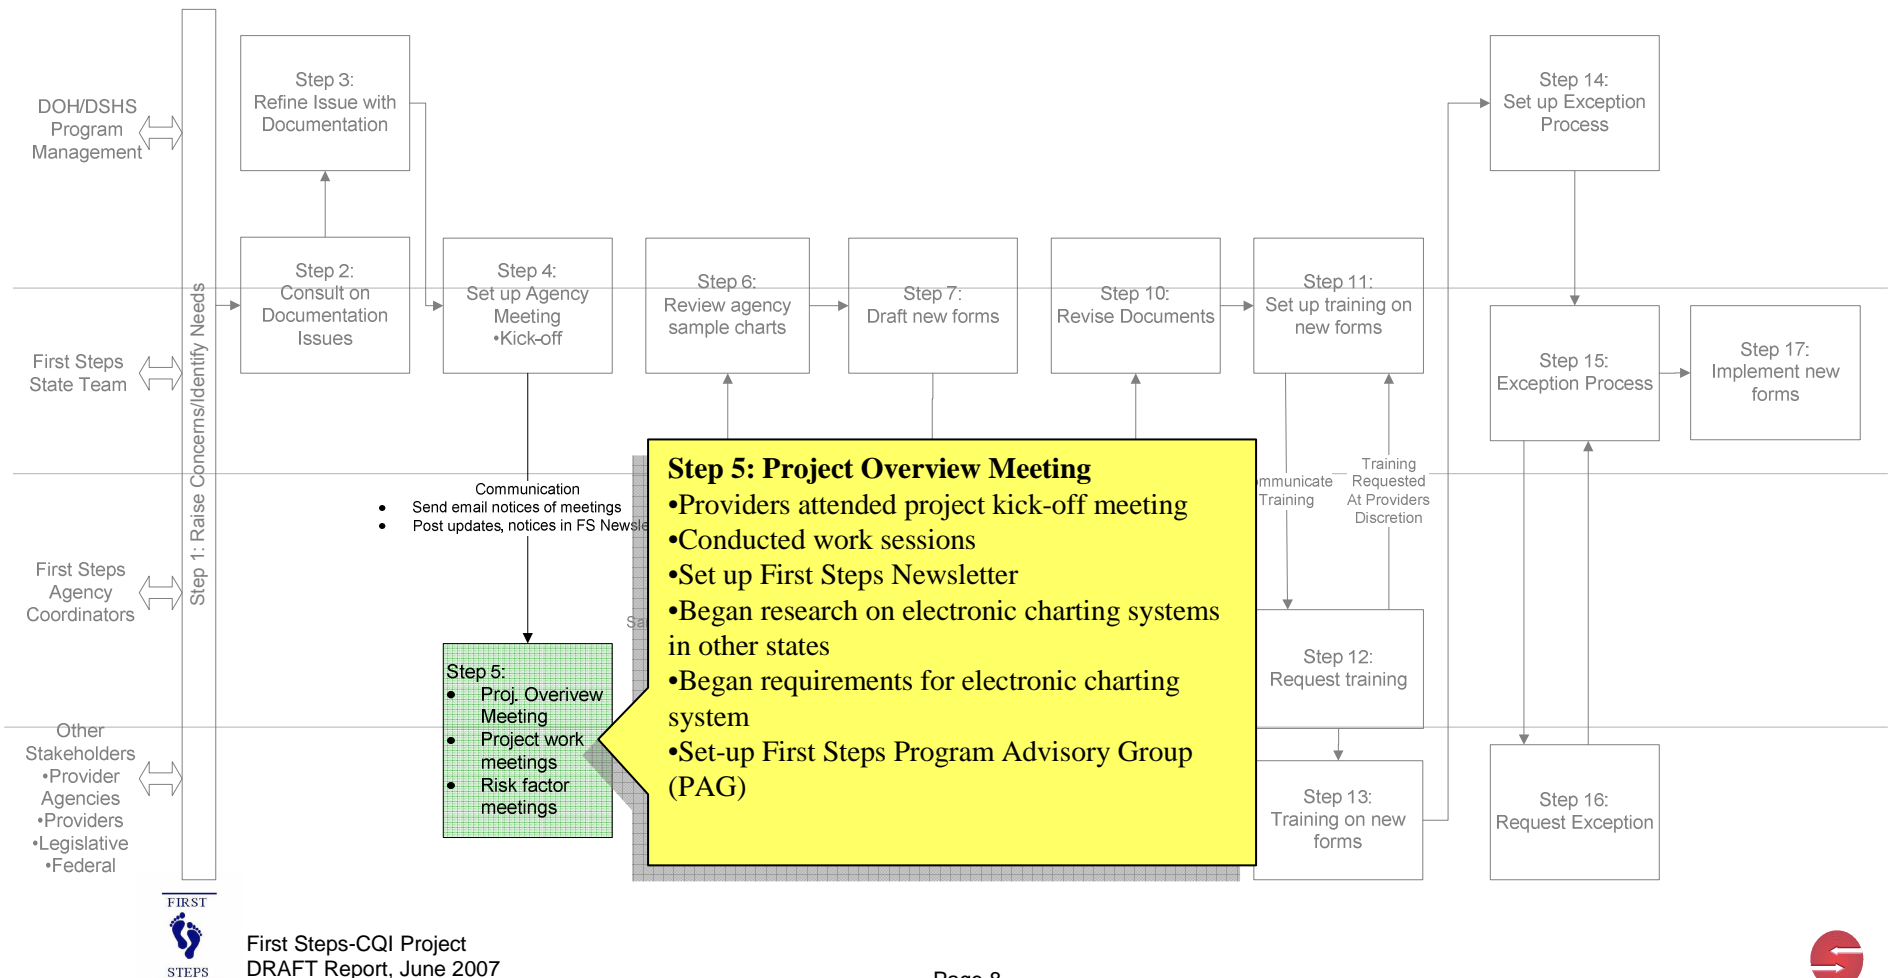 DOH/DSHS
Program
Management
First Steps
State Team
First Steps
Agency
Coordinators
Other
Stakeholders
•Provider
Agencies
•Providers
•Legislative
•Federal
Step 1: Raise Concerns/Identify Needs
Step 3:
Refine Issue with
Documentation
Step 2:
Consult on
Documentation
Issues
Step 4:
Set up Agency
Meeting
•Kick-off
Communication
• Send email notices of meetings
• Post updates, notices in FS Newsle
Step 5:
• Proj. Overivew
Meeting
• Project work
meetings
• Risk factor
meetings
Step 6:
Review agency
sample charts
Step 7:
Draft new forms
Step 10:
Revise Documents
Step 11:
Set up training on
new forms
Step 5: Project Overview Meeting
•Providers attended project kick-off meeting
•Conducted work sessions
•Set up First Steps Newsletter
•Began research on electronic charting systems
in other states
•Began requirements for electronic charting
system
•Set-up First Steps Program Advisory Group
(PAG)
Sa
mmunicate
Training
Training
Requested
At Providers
Discretion
Step 12:
Request training
Step 13:
Training on new
forms
Step 14:
Set up Exception
Process
Step 15:
Exception Process
Step 16:
Request Exception
Step 17:
Implement new
forms
FIRST
STEPS
First Steps-CQI Project
DRAFT Report, June 2007
Page 8